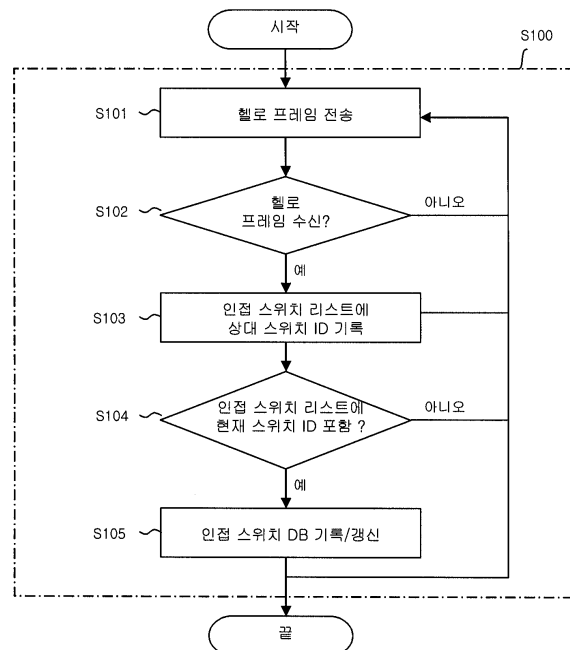 시작
S100
S101
헬로 프레임 전송
S102
헬로
프레임 수신?
아니오
예
S103
인접 스위치 리스트에
상대 스위치 ID 기록
S104
인접 스위치 리스트에
현재 스위치 ID 포함 ?
아니오
예
S105
인접 스위치 DB 기록/갱신
끝